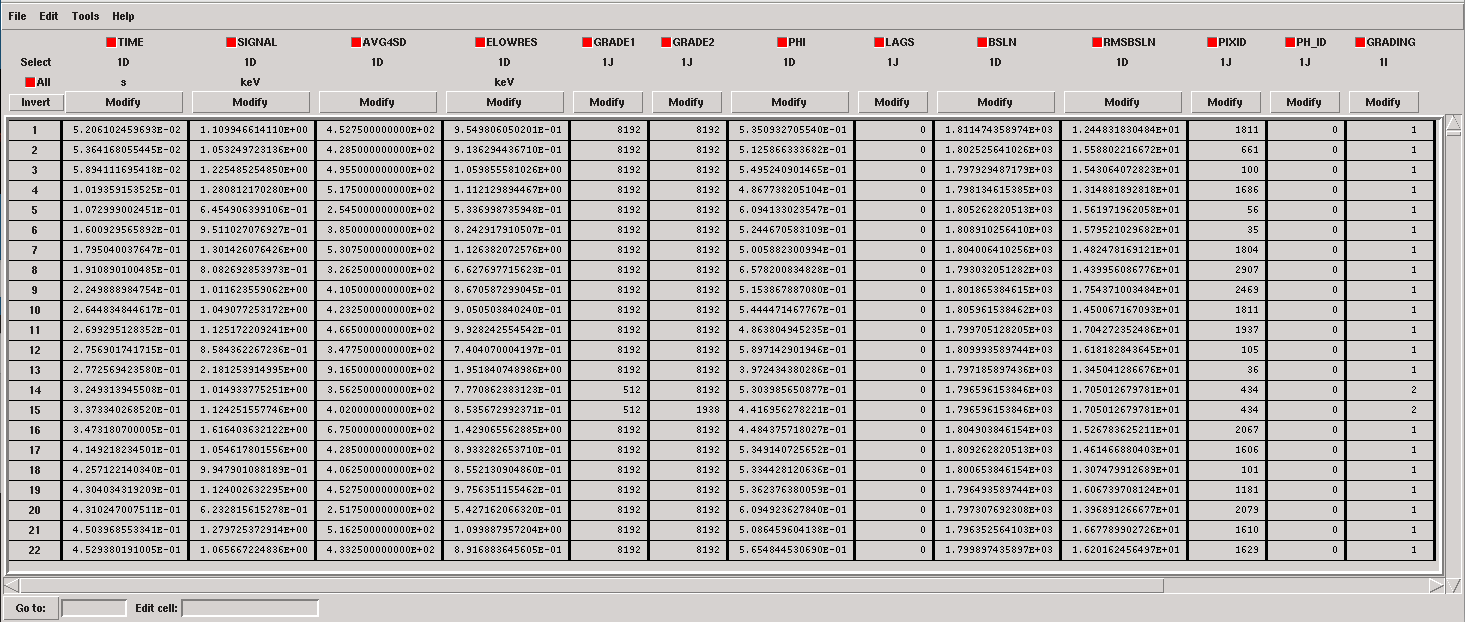 File Edit Tools Help
TIME SIGNAL AVG4SD ELOWRES GRADE1 GRADE2 PHI LAGS BSLN RMSBSLN PIXID PH_ID GRADING
Select 1D 1D 1D 1D 1J 1J 1D 1J 1D 1D 1J 1J 1I
All s keV keV
Invert Modify Modify Modify Modify Modify Modify Modify Modify Modify Modify Modify Modify Modify
1 5.206102459693E-02 1.109946614110E+00 4.527500000000E+02 9.549806050201E-01 8192 8192 5.350932705540E-01 0 1.811474358974E+03 1.244831830484E+01 1811 0 1
2 5.364168055445E-02 1.053249723136E+00 4.285000000000E+02 9.136294436710E-01 8192 8192 5.125866333682E-01 0 1.802525641026E+03 1.558802216672E+01 661 0 1
3 5.894111695418E-02 1.225485254850E+00 4.955000000000E+02 1.059855581026E+00 8192 8192 5.495240901465E-01 0 1.797929487179E+03 1.543064072823E+01 100 0 1
4 1.019359153525E-01 1.280812170280E+00 5.175000000000E+02 1.112129894467E+00 8192 8192 4.867738205104E-01 0 1.798134615385E+03 1.314881892818E+01 1686 0 1
5 1.072999002451E-01 6.454906399106E-01 2.545000000000E+02 5.336998735948E-01 8192 8192 6.094133023547E-01 0 1.805262820513E+03 1.561971962058E+01 56 0 1
6 1.600929565892E-01 9.511027076927E-01 3.850000000000E+02 8.242917910507E-01 8192 8192 5.244670583109E-01 0 1.808910256410E+03 1.579521029682E+01 35 0 1
7 1.795040037647E-01 1.301426076426E+00 5.307500000000E+02 1.126382072576E+00 8192 8192 5.005882300994E-01 0 1.804006410256E+03 1.482478169121E+01 1804 0 1
8 1.910890100485E-01 8.082692853973E-01 3.262500000000E+02 6.627697715623E-01 8192 8192 6.578200834828E-01 0 1.793032051282E+03 1.439956086776E+01 2907 0 1
9 2.249888984754E-01 1.011623559062E+00 4.105000000000E+02 8.670587299045E-01 8192 8192 5.153867887080E-01 0 1.801865384615E+03 1.754371003484E+01 2469 0 1
10 2.644834844617E-01 1.049077253172E+00 4.232500000000E+02 9.050503840240E-01 8192 8192 5.444471467767E-01 0 1.805961538462E+03 1.450067167093E+01 1811 0 1
11 2.699295128352E-01 1.125172209241E+00 4.665000000000E+02 9.928242554542E-01 8192 8192 4.863804945235E-01 0 1.799705128205E+03 1.704272352486E+01 1937 0 1
12 2.756901741715E-01 8.584362267236E-01 3.477500000000E+02 7.404070004197E-01 8192 8192 5.897142901946E-01 0 1.809993589744E+03 1.618182843645E+01 105 0 1
13 2.772569423580E-01 2.181253914995E+00 9.165000000000E+02 1.951840748986E+00 8192 8192 3.972434380286E-01 0 1.797185897436E+03 1.345041286676E+01 36 0 1
14 3.249313945508E-01 1.014933775251E+00 3.562500000000E+02 7.770862383123E-01 512 8192 5.303985650877E-01 0 1.796596153846E+03 1.705012679781E+01 434 0 2
15 3.373340268520E-01 1.124251557746E+00 4.020000000000E+02 8.535672992371E-01 512 1938 4.416956278221E-01 0 1.796596153846E+03 1.705012679781E+01 434 0 2
16 3.473180700005E-01 1.616403632122E+00 6.750000000000E+02 1.429065562885E+00 8192 8192 4.484375718027E-01 0 1.804903846154E+03 1.526783625211E+01 2067 0 1
17 4.149218234501E-01 1.054617801556E+00 4.285000000000E+02 8.933282653710E-01 8192 8192 5.349140725652E-01 0 1.809262820513E+03 1.461466880403E+01 1606 0 1
18 4.257122140340E-01 9.947901088189E-01 4.062500000000E+02 8.552130904860E-01 8192 8192 5.334428120636E-01 0 1.800653846154E+03 1.307479912689E+01 101 0 1
19 4.304034319209E-01 1.124002632295E+00 4.527500000000E+02 9.756351155462E-01 8192 8192 5.362376380059E-01 0 1.796493589744E+03 1.606739708124E+01 1181 0 1
20 4.310247007511E-01 6.232815615278E-01 2.517500000000E+02 5.427162066320E-01 8192 8192 6.094923627840E-01 0 1.797307692308E+03 1.396891266677E+01 2079 0 1
21 4.503968553341E-01 1.279725372914E+00 5.162500000000E+02 1.099887957204E+00 8192 8192 5.086459604138E-01 0 1.796352564103E+03 1.667789902726E+01 1610 0 1
22 4.529380191005E-01 1.065667224836E+00 4.332500000000E+02 8.916883645605E-01 8192 8192 5.654844530690E-01 0 1.799897435897E+03 1.620162456497E+01 1629 0 1
Go to: Edit cell: